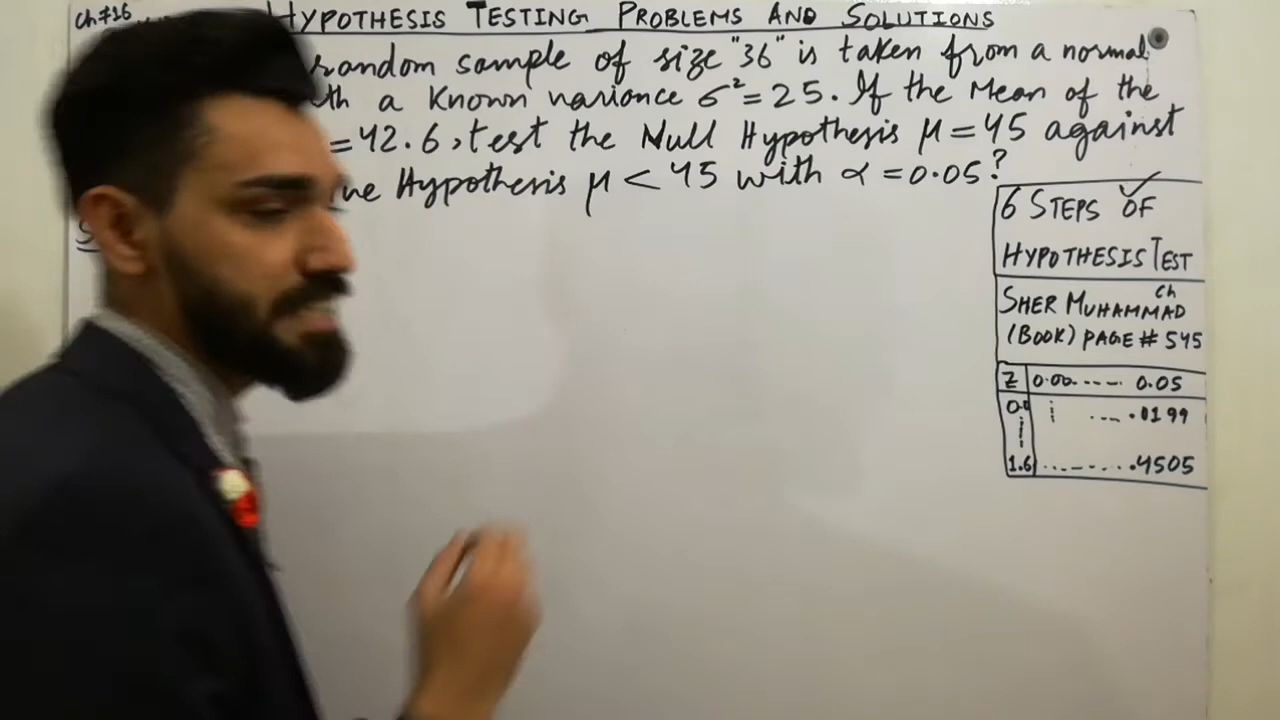 Ch #16
HYPOTHESIS TESTING PROBLEMS AND SOLUTIONS
random sample of size "36" is taken from a normal
a Known variance σ² = 25. If the Mean of the
= 42.6, test the Null Hypothesis μ = 45 against
Hypothesis μ < 45 with α = 0.05?
6 STEPS OF
HYPOTHESIS TEST
SHER MUHAMMAD Ch
(BOOK) PAGE # 545
Z 0.00 ---- 0.05
0.0 --- .0199
1.6 ........ .4505